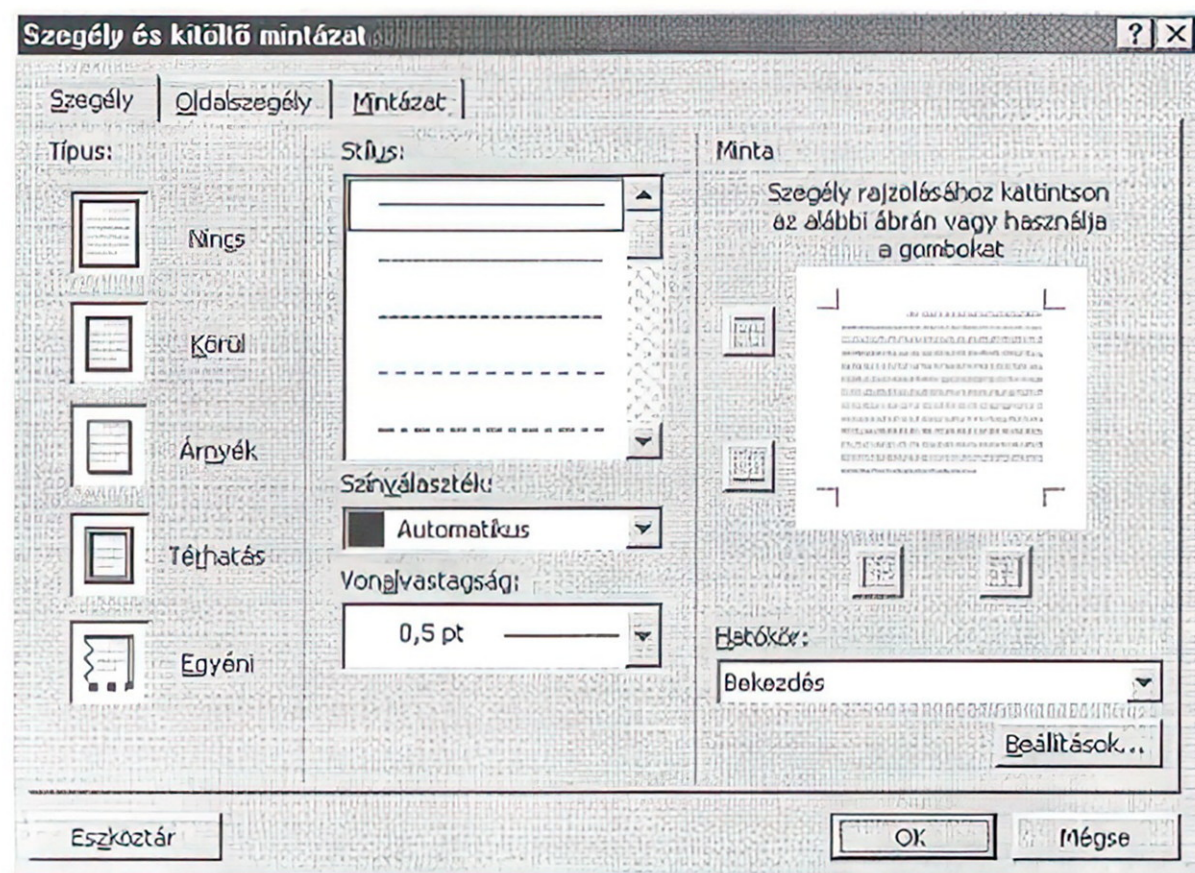 Szegély és kitöltő mintázat
Szegély
Oldalszegély
Mintázat
Típus:
Nincs
Körül
Árnyék
Térhatás
Egyéni
Stílus:
Színválaszték:
Automatikus
Vonalvastagság:
0,5 pt
Minta
Szegély rajzolásához kattintson
az alábbi ábrán vagy használja
a gombokat
Hatókör:
Bekezdés
Beállítások...
Eszköztár
OK
Mégse